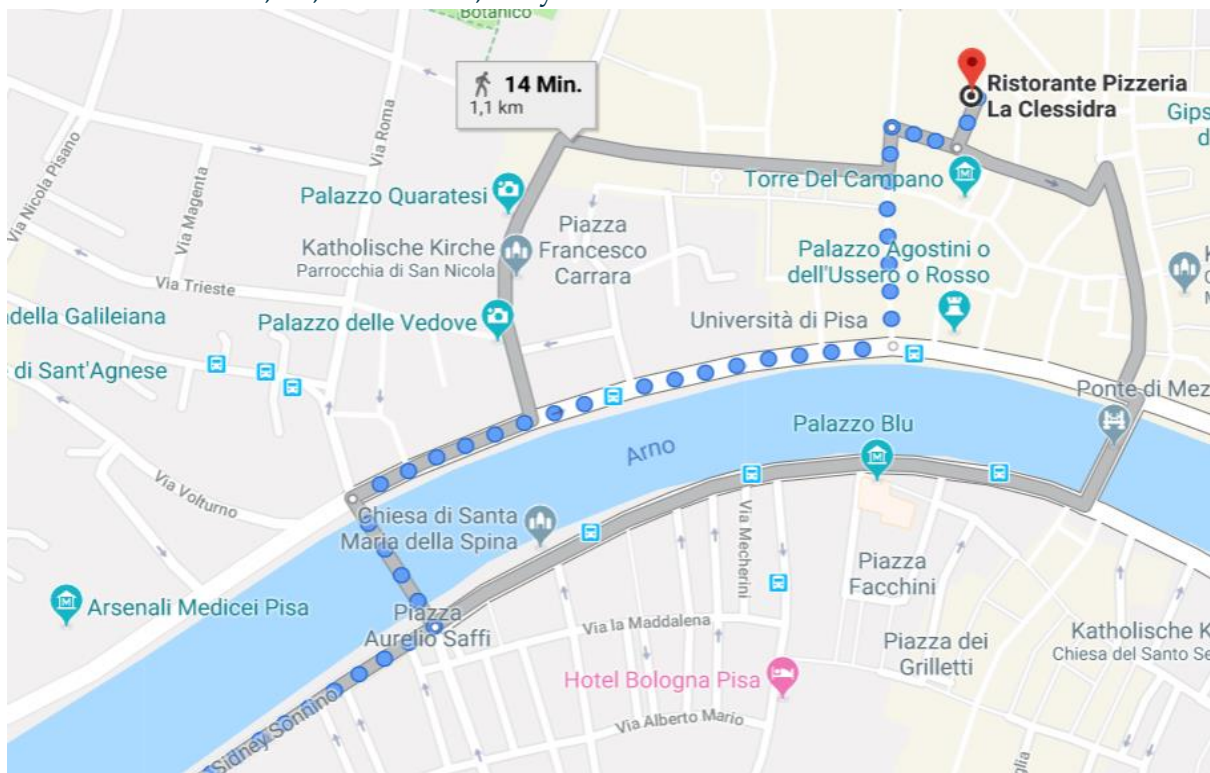 Botanico
14 Min.
1,1 km
Ristorante Pizzeria
La Clessidra
Gips
d
Via Nicola Pisano
Via Magenta
Via Roma
Palazzo Quaratesi
Torre Del Campano
Katholische Kirche
Parrocchia di San Nicola
Piazza
Francesco
Carrara
Palazzo Agostini o
dell'Ussero o Rosso
K
Via Trieste
adella Galileiana
Palazzo delle Vedove
Università di Pisa
di Sant'Agnese
Ponte di Mez
Palazzo Blu
Arno
Via Volturno
Chiesa di Santa
Maria della Spina
Via Mecherini
Piazza
Facchini
Arsenali Medicei Pisa
Piazza
Aurelio Saffi
Via la Maddalena
Piazza dei
Grilletti
Katholische K
Chiesa del Santo Se
Hotel Bologna Pisa
Via Alberto Mario
Sidney Sonnino
glia